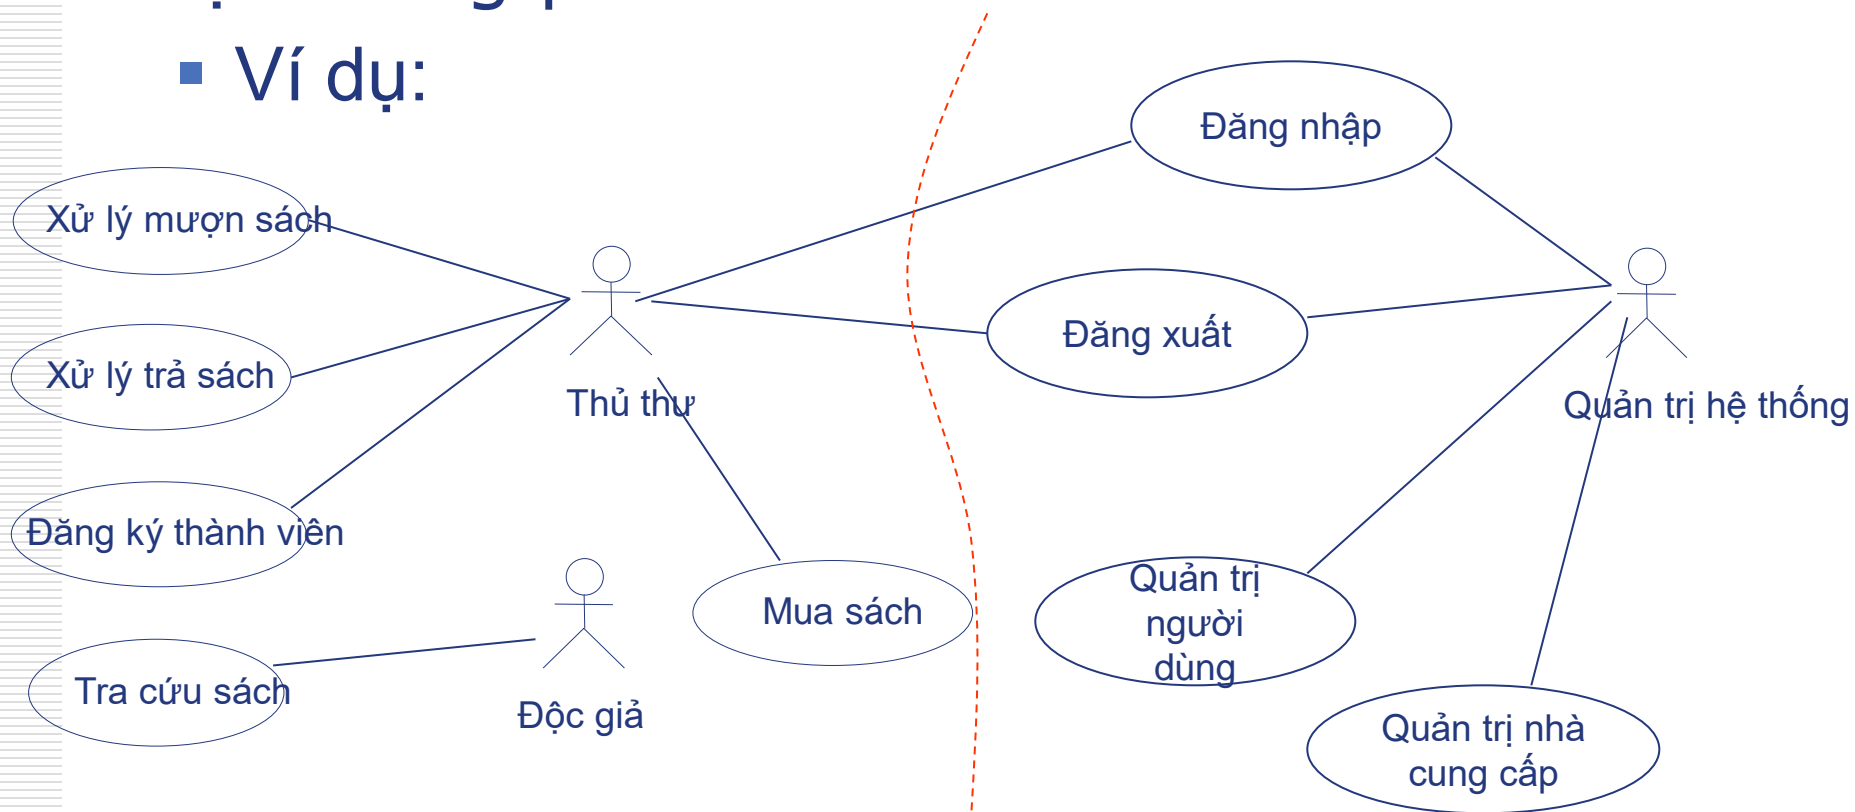 Ví dụ:
Đăng nhập
Xử lý mượn sách
Đăng xuất
Xử lý trả sách
Thủ thư
Quản trị hệ thống
Đăng ký thành viên
Mua sách
Quản trị
người
dùng
Tra cứu sách
Độc giả
Quản trị nhà
cung cấp